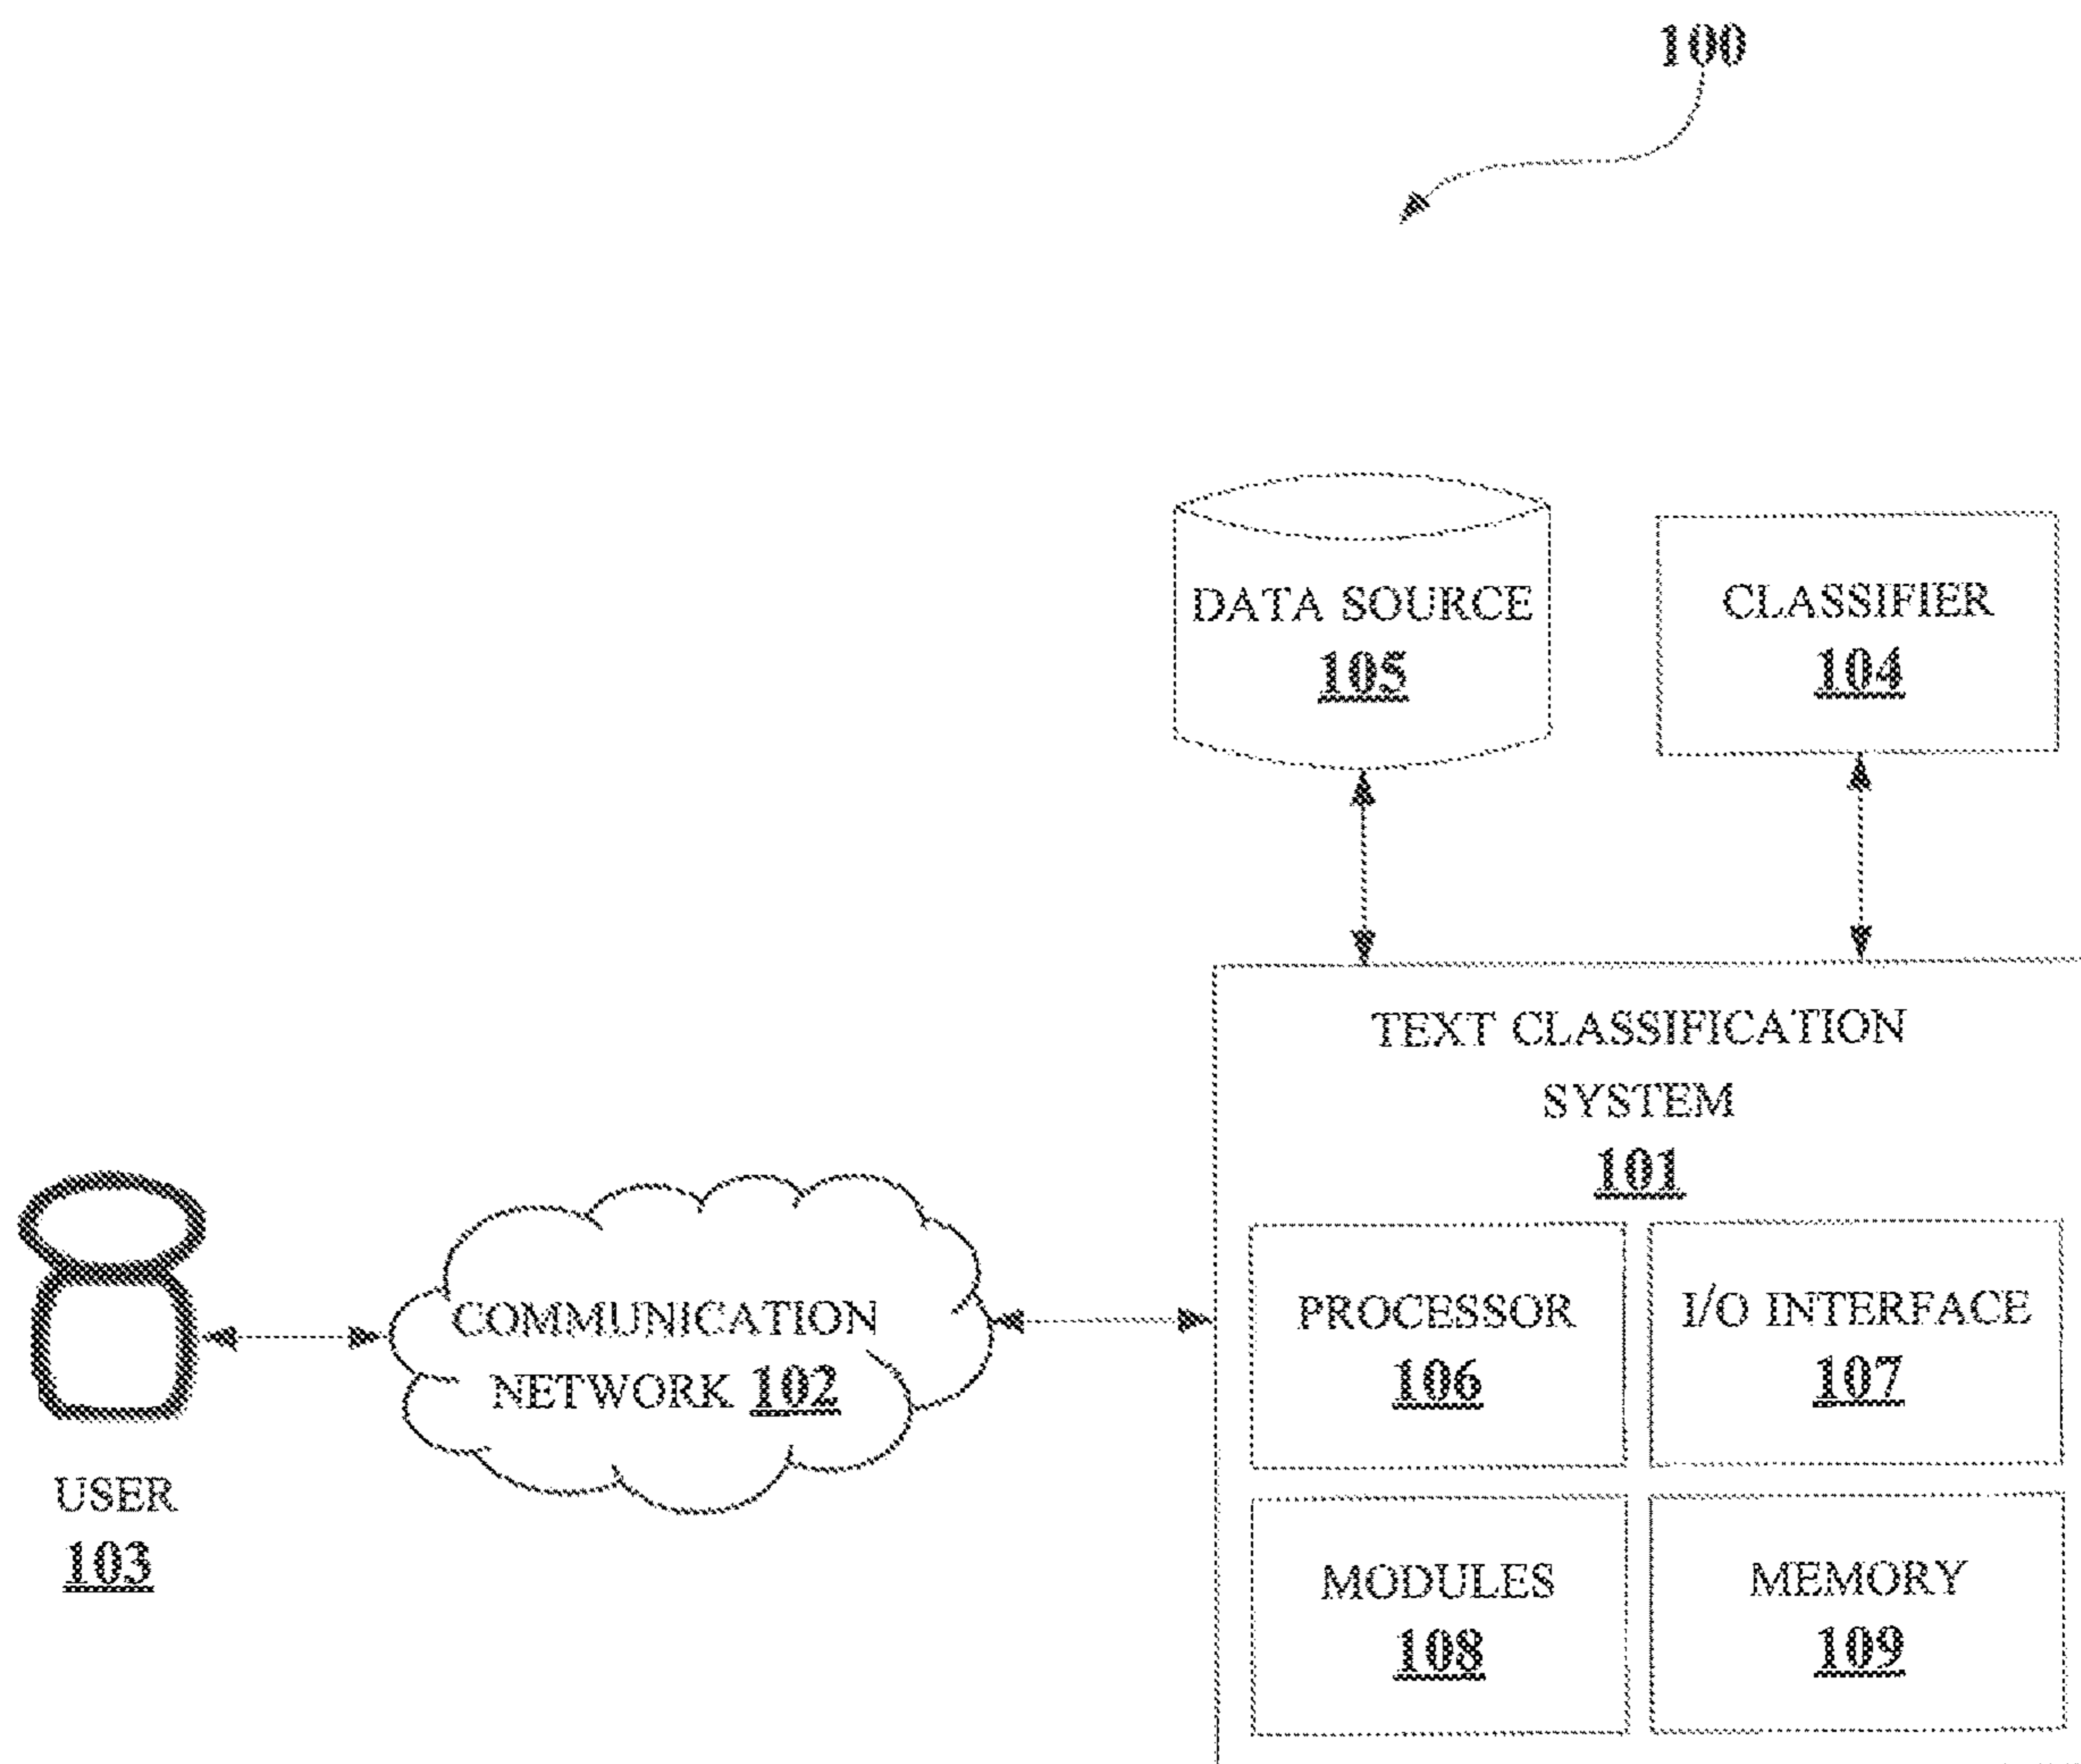 100
DATA SOURCE
105
CLASSIFIER
104
TEXT CLASSIFICATION
SYSTEM
101
PROCESSOR
106
I/O INTERFACE
107
COMMUNICATION
NETWORK 102
USER
103
MODULES
108
MEMORY
109